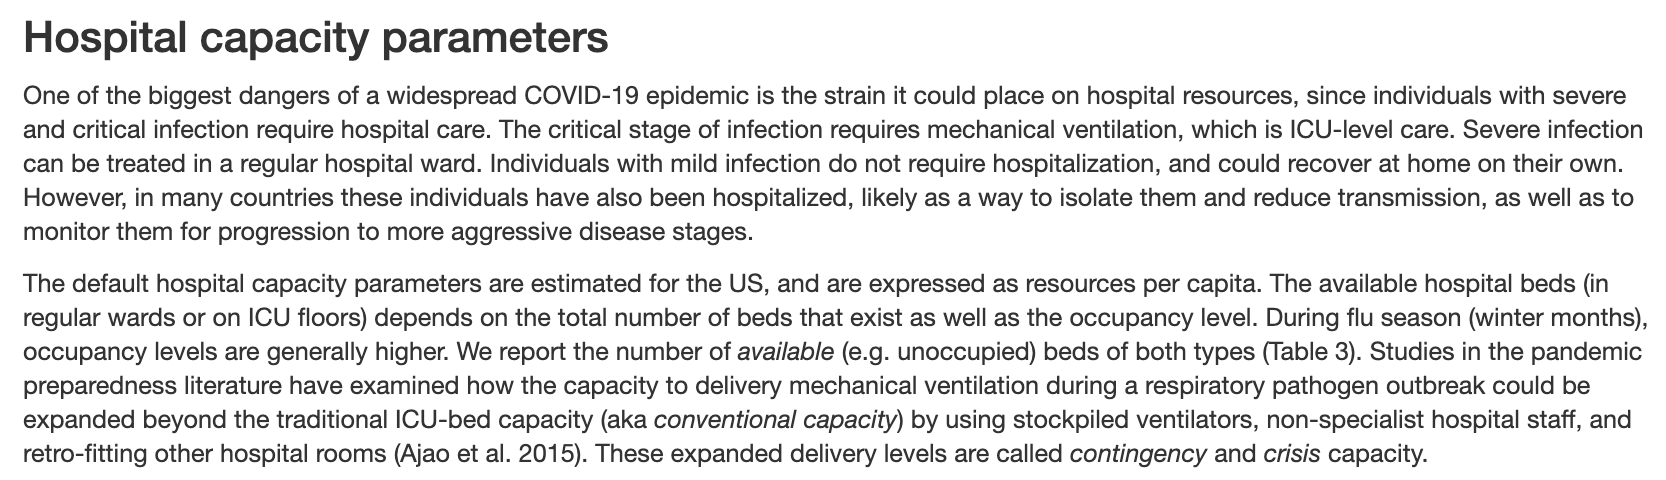 Hospital capacity parameters
One of the biggest dangers of a widespread COVID-19 epidemic is the strain it could place on hospital resources, since individuals with severe
and critical infection require hospital care. The critical stage of infection requires mechanical ventilation, which is ICU-level care. Severe infection
can be treated in a regular hospital ward. Individuals with mild infection do not require hospitalization, and could recover at home on their own.
However, in many countries these individuals have also been hospitalized, likely as a way to isolate them and reduce transmission, as well as to
monitor them for progression to more aggressive disease stages.
The default hospital capacity parameters are estimated for the US, and are expressed as resources per capita. The available hospital beds (in
regular wards or on ICU floors) depends on the total number of beds that exist as well as the occupancy level. During flu season (winter months),
occupancy levels are generally higher. We report the number of available (e.g. unoccupied) beds of both types (Table 3). Studies in the pandemic
preparedness literature have examined how the capacity to delivery mechanical ventilation during a respiratory pathogen outbreak could be
expanded beyond the traditional ICU-bed capacity (aka conventional capacity) by using stockpiled ventilators, non-specialist hospital staff, and
retro-fitting other hospital rooms (Ajao et al. 2015). These expanded delivery levels are called contingency and crisis capacity.